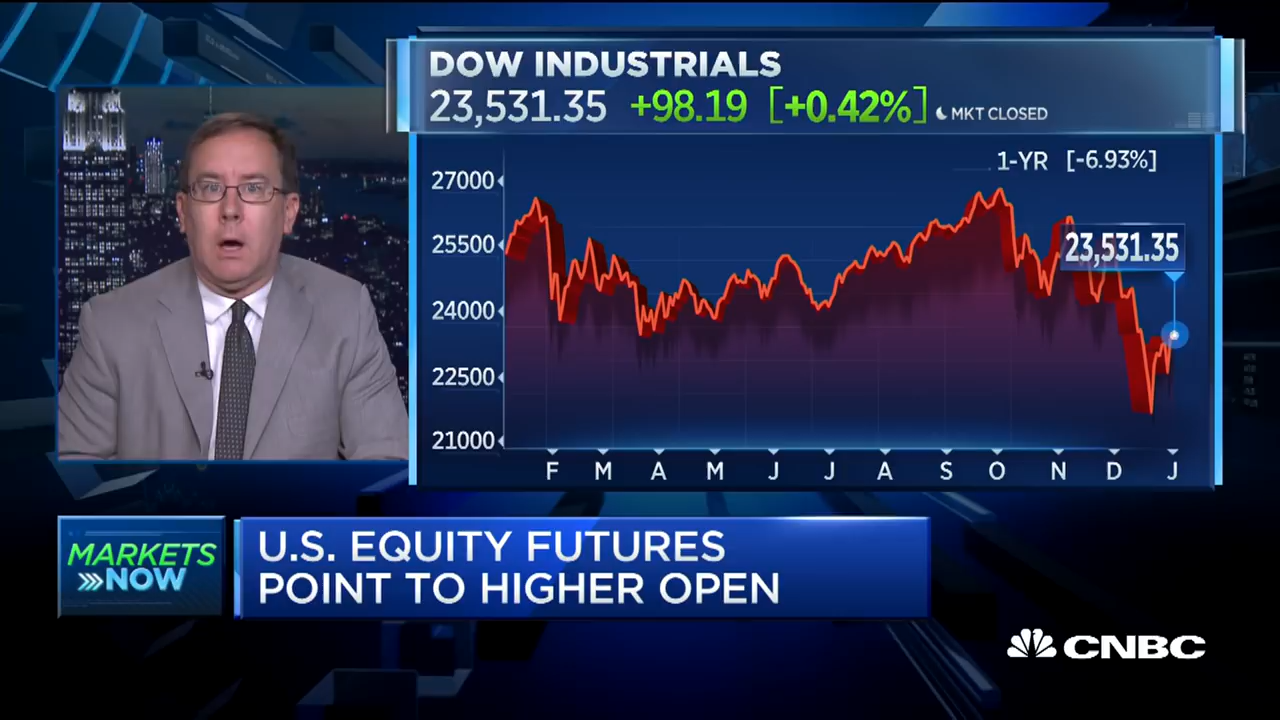 DOW INDUSTRIALS
23,531.35 +98.19 [+0.42%] MKT CLOSED
1-YR [-6.93%]
27000
25500
24000
22500
21000
23,531.35
F M A M J J A S O N D J
MARKETS
NOW
U.S. EQUITY FUTURES
POINT TO HIGHER OPEN
CNBC